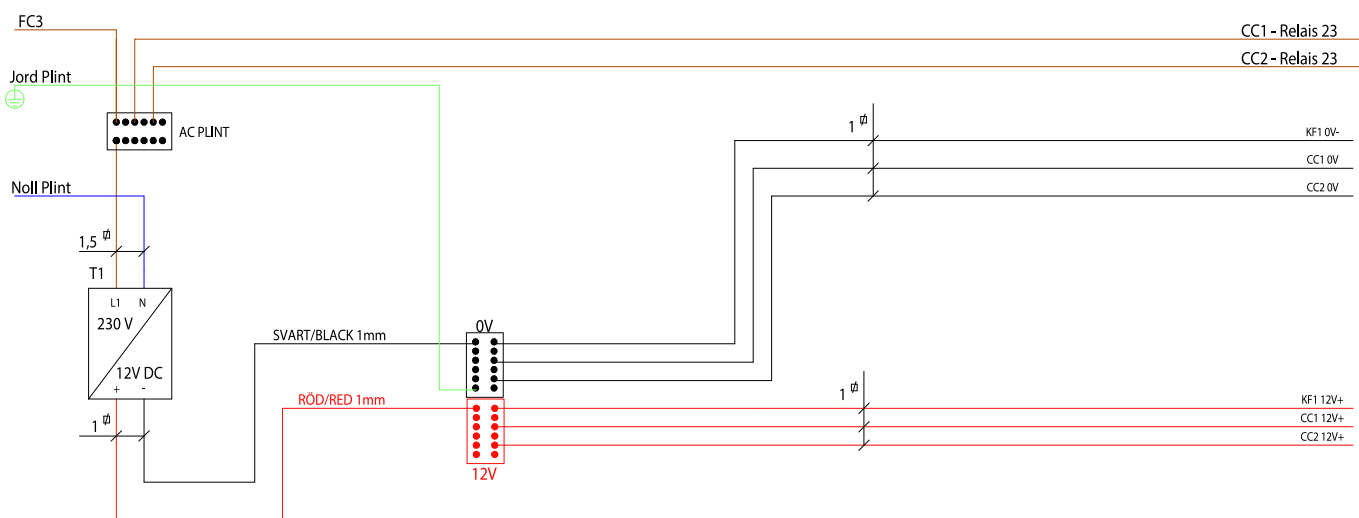 FC3
CC1 - Relais 23
CC2 - Relais 23
Jord Plint
AC PLINT
1
KF1 0V-
CC1 0V
CC2 0V
Noll Plint
1,5
T1
L1 N
230 V
12V DC
+ -
SVART/BLACK 1mm
0V
RÖD/RED 1mm
1
KF1 12V+
CC1 12V+
CC2 12V+
1
12V